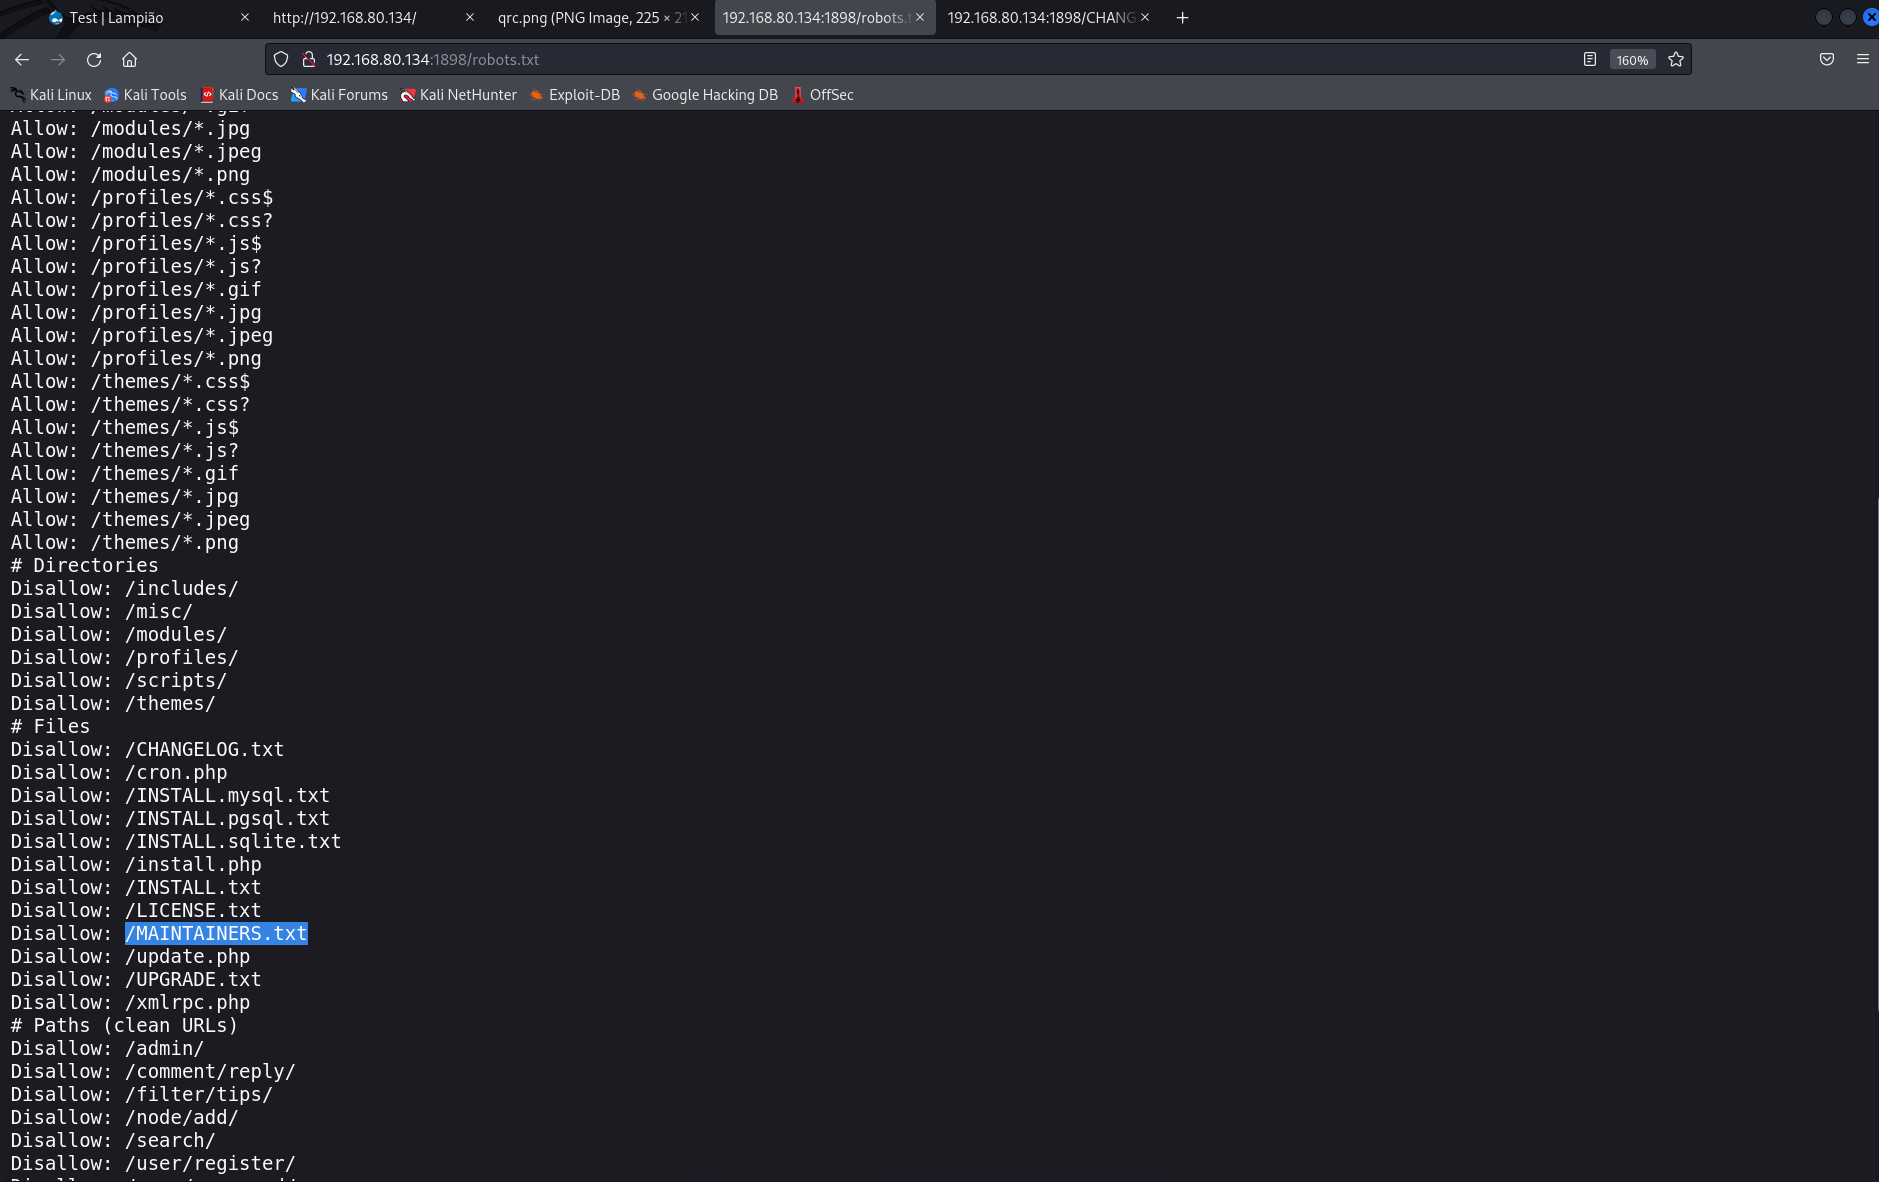 Test | Lampião
http://192.168.80.134/
qrc.png (PNG Image, 225 × 2
192.168.80.134:1898/robots.t
192.168.80.134:1898/CHANG
192.168.80.134:1898/robots.txt
160%
Kali Linux
Kali Tools
Kali Docs
Kali Forums
Kali NetHunter
Exploit-DB
Google Hacking DB
OffSec
Allow: /modules/*.jpg
Allow: /modules/*.jpeg
Allow: /modules/*.png
Allow: /profiles/*.css$
Allow: /profiles/*.css?
Allow: /profiles/*.js$
Allow: /profiles/*.js?
Allow: /profiles/*.gif
Allow: /profiles/*.jpg
Allow: /profiles/*.jpeg
Allow: /profiles/*.png
Allow: /themes/*.css$
Allow: /themes/*.css?
Allow: /themes/*.js$
Allow: /themes/*.js?
Allow: /themes/*.gif
Allow: /themes/*.jpg
Allow: /themes/*.jpeg
Allow: /themes/*.png
# Directories
Disallow: /includes/
Disallow: /misc/
Disallow: /modules/
Disallow: /profiles/
Disallow: /scripts/
Disallow: /themes/
# Files
Disallow: /CHANGELOG.txt
Disallow: /cron.php
Disallow: /INSTALL.mysql.txt
Disallow: /INSTALL.pgsql.txt
Disallow: /INSTALL.sqlite.txt
Disallow: /install.php
Disallow: /INSTALL.txt
Disallow: /LICENSE.txt
Disallow: /MAINTAINERS.txt
Disallow: /update.php
Disallow: /UPGRADE.txt
Disallow: /xmlrpc.php
# Paths (clean URLs)
Disallow: /admin/
Disallow: /comment/reply/
Disallow: /filter/tips/
Disallow: /node/add/
Disallow: /search/
Disallow: /user/register/